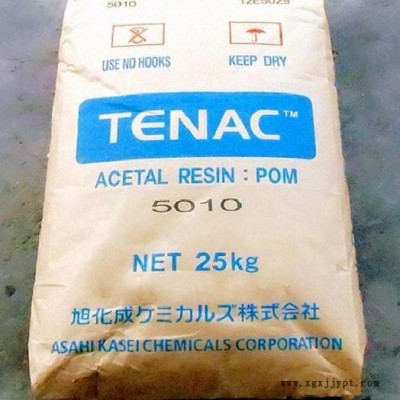 5010 12E5029
USE NO HOOKS KEEP DRY
TENAC™
ACETAL RESIN : POM
5010
NET 25kg
旭化成ケミカルズ株式会社
ASAHI KASEI CHEMICALS CORPORATION
www.zgxjjypt.com